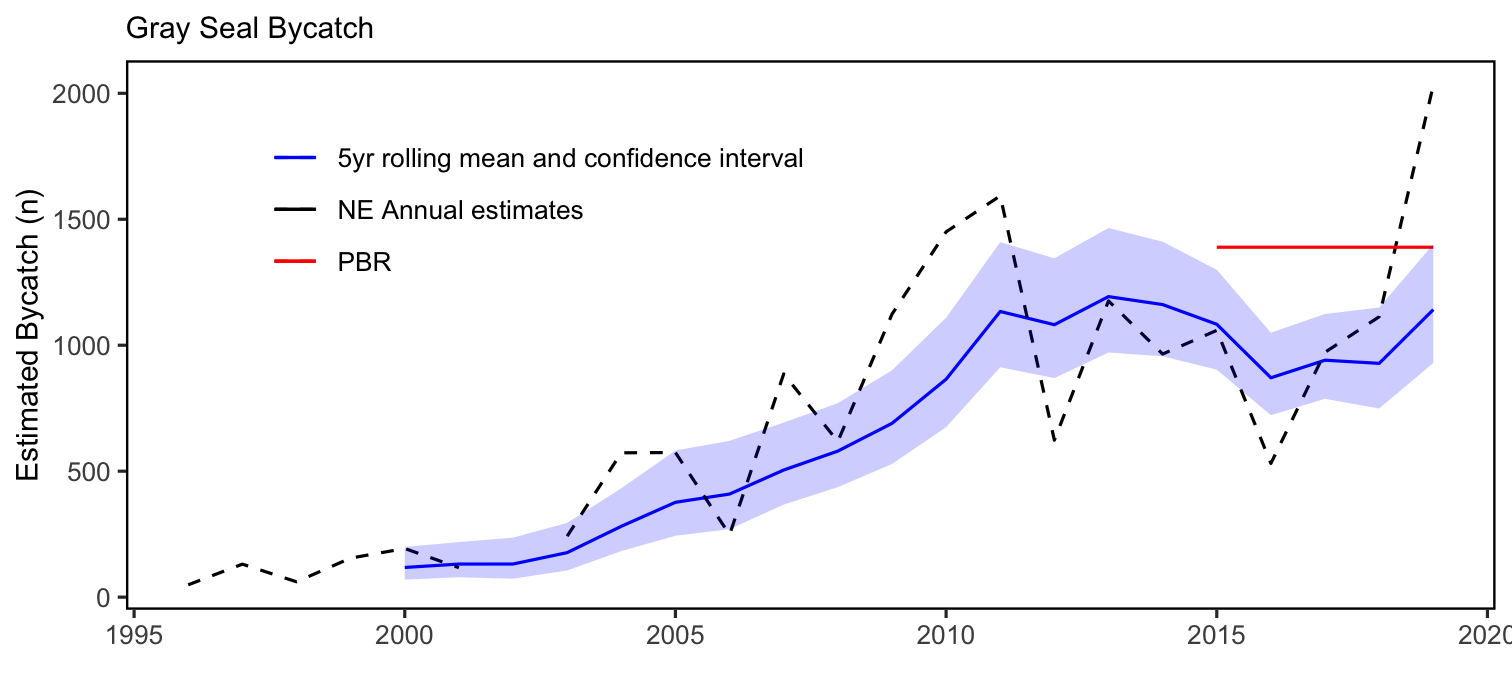 Gray Seal Bycatch
Estimated Bycatch (n)
2000
1500
1000
500
0
5yr rolling mean and confidence interval
NE Annual estimates
PBR
1995 2000 2005 2010 2015 2020